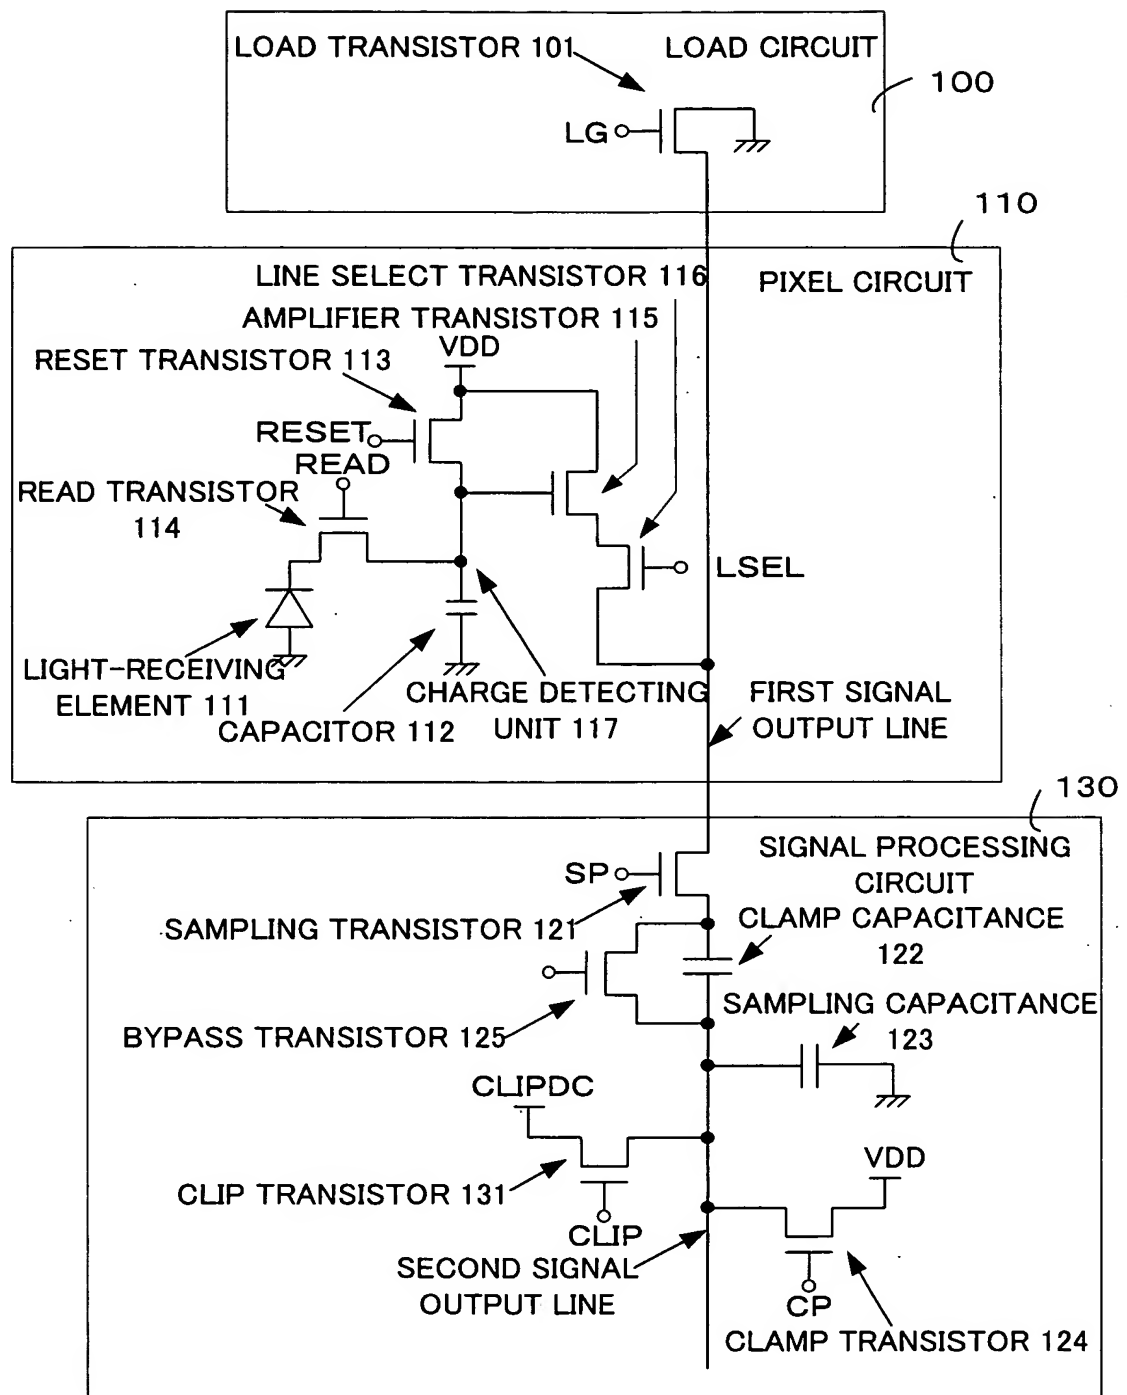 LOAD TRANSISTOR 101
LOAD CIRCUIT
100
LG
110
LINE SELECT TRANSISTOR 116
PIXEL CIRCUIT
AMPLIFIER TRANSISTOR 115
VDD
RESET TRANSISTOR 113
RESET
READ
READ TRANSISTOR
114
LSEL
LIGHT-RECEIVING
ELEMENT 111
CHARGE DETECTING
UNIT 117
CAPACITOR 112
FIRST SIGNAL
OUTPUT LINE
130
SIGNAL PROCESSING
CIRCUIT
SP
SAMPLING TRANSISTOR 121
CLAMP CAPACITANCE
122
SAMPLING CAPACITANCE
123
BYPASS TRANSISTOR 125
CLIPDC
VDD
CLIP TRANSISTOR 131
CLIP
SECOND SIGNAL
OUTPUT LINE
CP
CLAMP TRANSISTOR 124